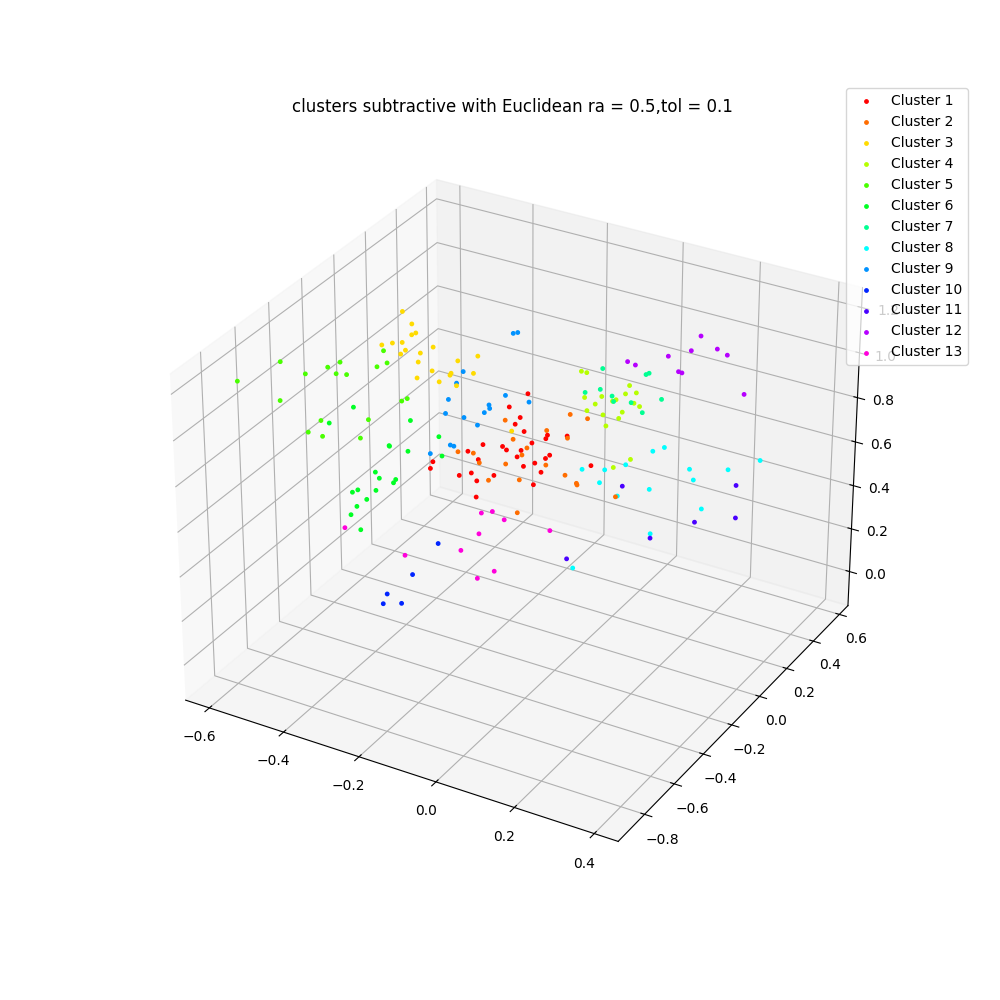 clusters subtractive with Euclidean ra = 0.5,tol = 0.1
Cluster 1
Cluster 2
Cluster 3
Cluster 4
Cluster 5
Cluster 6
Cluster 7
Cluster 8
Cluster 9
Cluster 10
Cluster 11
Cluster 12
Cluster 13
1.0
0.8
0.6
0.4
0.2
0.0
−0.6
−0.4
−0.2
0.0
0.2
0.4
0.6
0.4
0.2
0.0
−0.2
−0.4
−0.6
−0.8